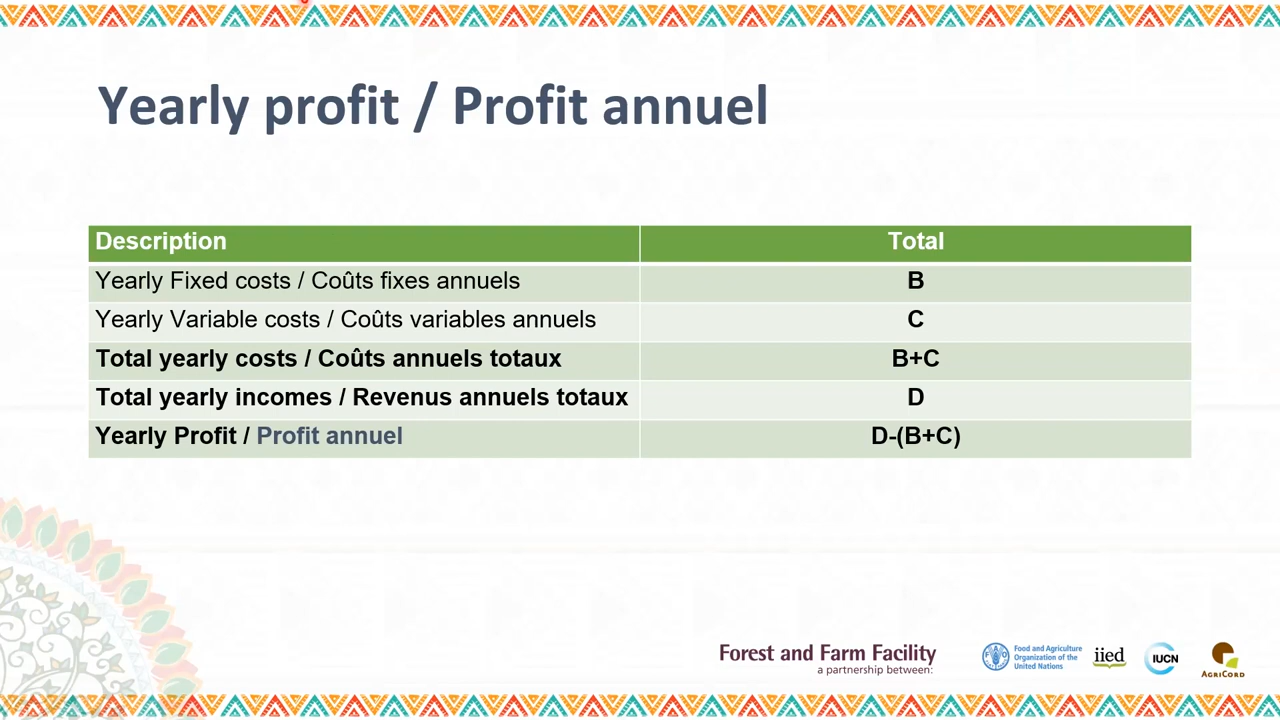 Yearly profit / Profit annuel
Description Total
Yearly Fixed costs / Coûts fixes annuels B
Yearly Variable costs / Coûts variables annuels C
Total yearly costs / Coûts annuels totaux B+C
Total yearly incomes / Revenus annuels totaux D
Yearly Profit / Profit annuel D-(B+C)
Forest and Farm Facility
a partnership between:
Food and Agriculture
Organization of the
United Nations
iied
IUCN
AGRICORD